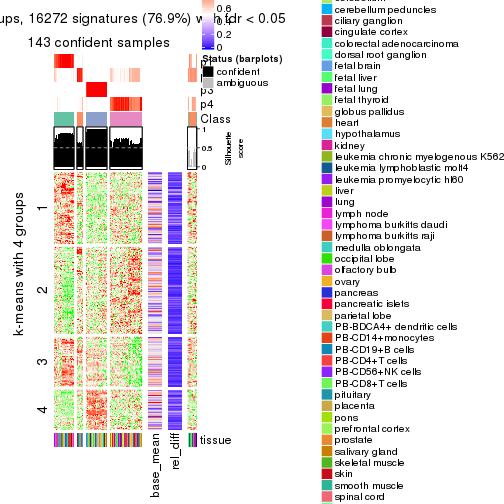 ups, 16272 signatures (76.9%) w th fdr < 0.05
143 confident samples
0.6
0.4
0.2
0
p3
p4
Class
1
0.5
0
Silhouette
score
Status (barplots)
confident
ambiguous
k-means with 4 groups
1
2
3
4
tissue
base_mean
rel_diff
cerebellum peduncles
ciliary ganglion
cingulate cortex
colorectal adenocarcinoma
dorsal root ganglion
fetal brain
fetal liver
fetal lung
fetal thyroid
globus pallidus
heart
hypothalamus
kidney
leukemia chronic myelogenous K562
leukemia lymphoblastic molt4
leukemia promyelocytic hl60
liver
lung
lymph node
lymphoma burkitts daudi
lymphoma burkitts raji
medulla oblongata
occipital lobe
olfactory bulb
ovary
pancreas
pancreatic islets
parietal lobe
PB-BDCA4+ dendritic cells
PB-CD14+monocytes
PB-CD19+B cells
PB-CD4+T cells
PB-CD56+NK cells
PB-CD8+T cells
pituitary
placenta
pons
prefrontal cortex
prostate
salivary gland
skeletal muscle
skin
smooth muscle
spinal cord